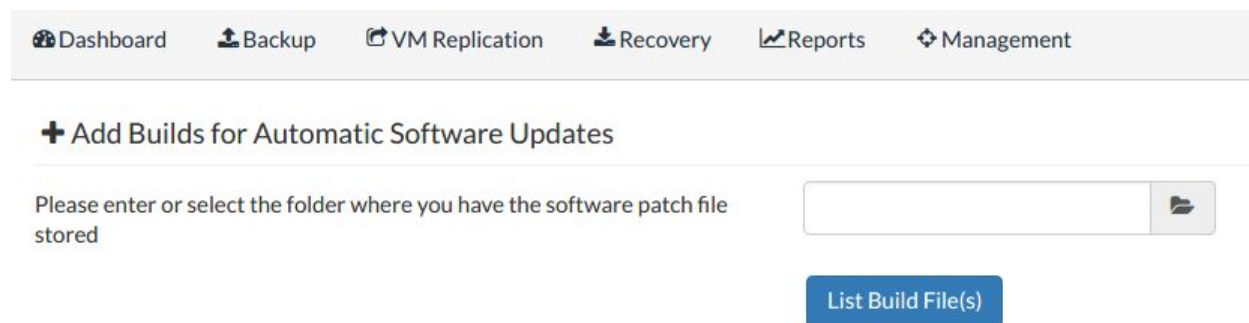 Dashboard Backup VM Replication Recovery Reports Management
Add Builds for Automatic Software Updates
Please enter or select the folder where you have the software patch file
stored
List Build File(s)